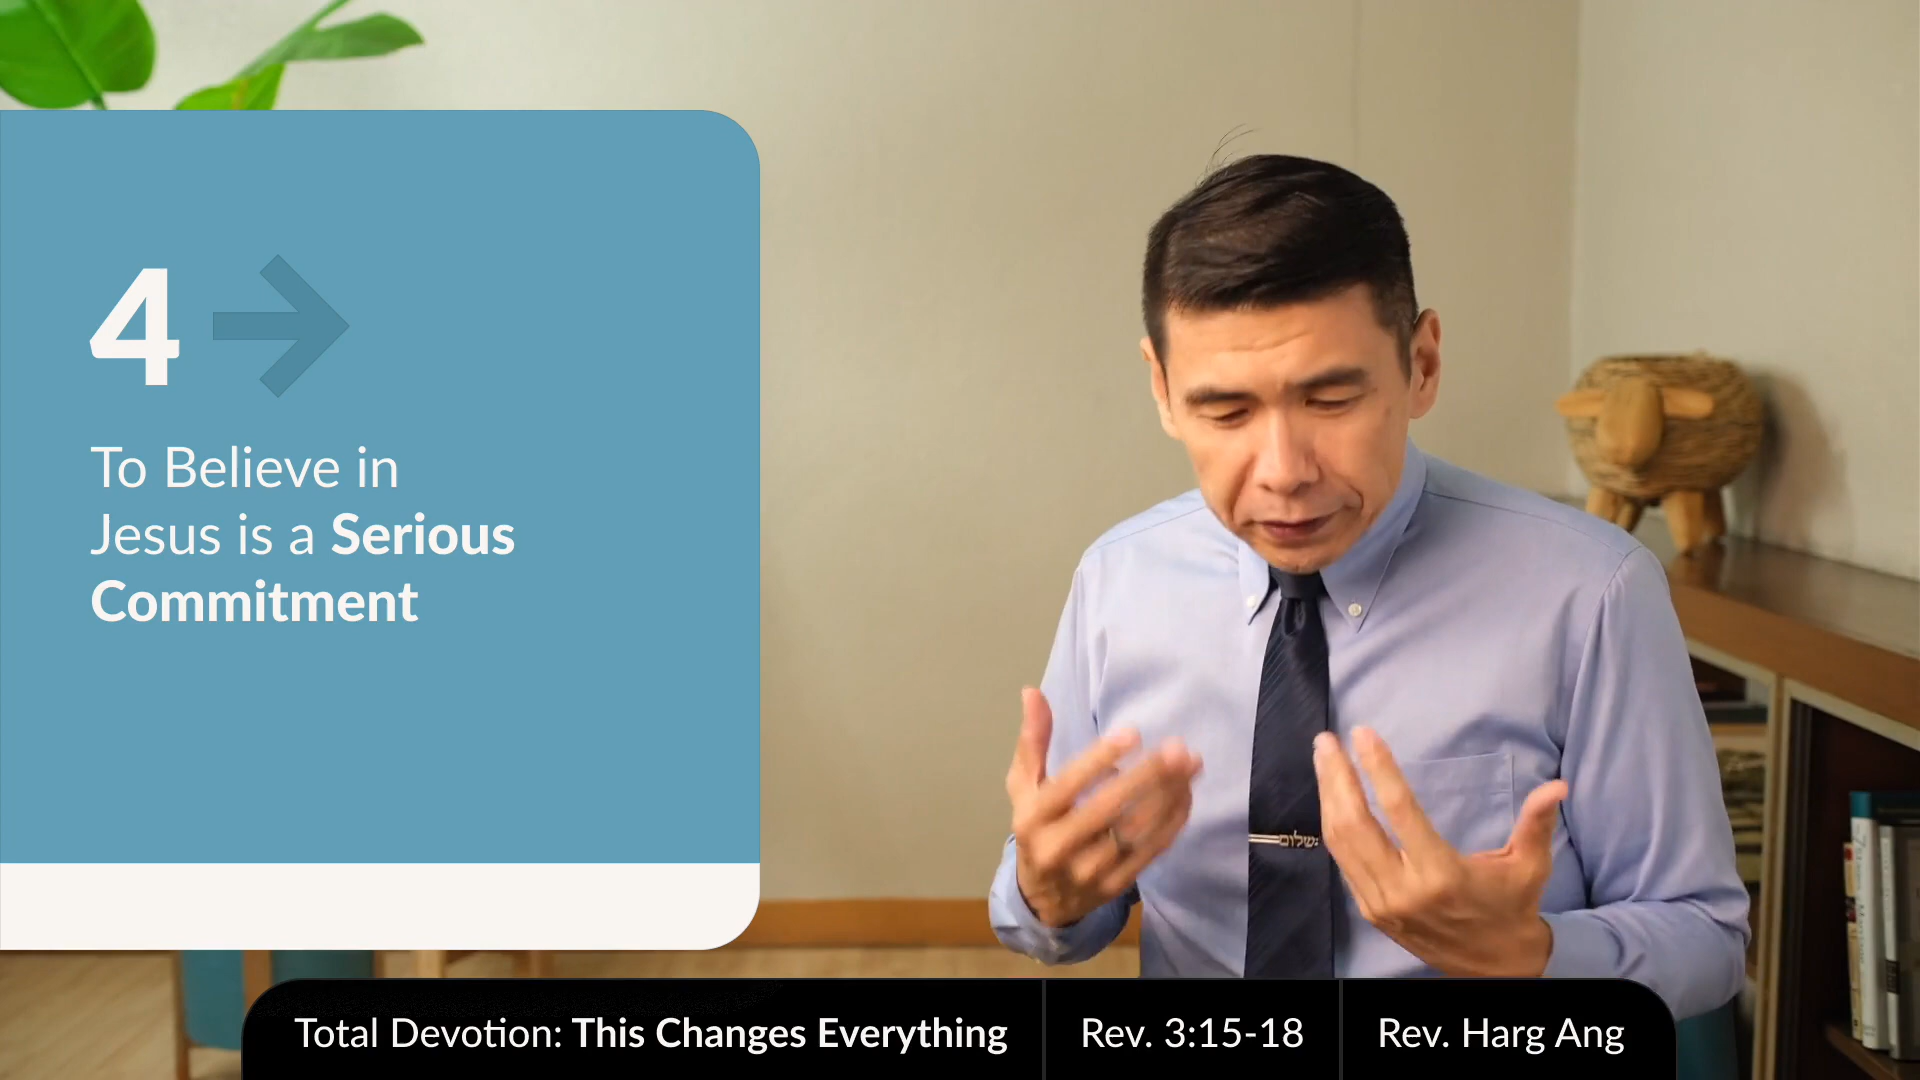 4
To Believe in
Jesus is a Serious
Commitment
שלום
Total Devotion: This Changes Everything
Rev. 3:15-18
Rev. Harg Ang